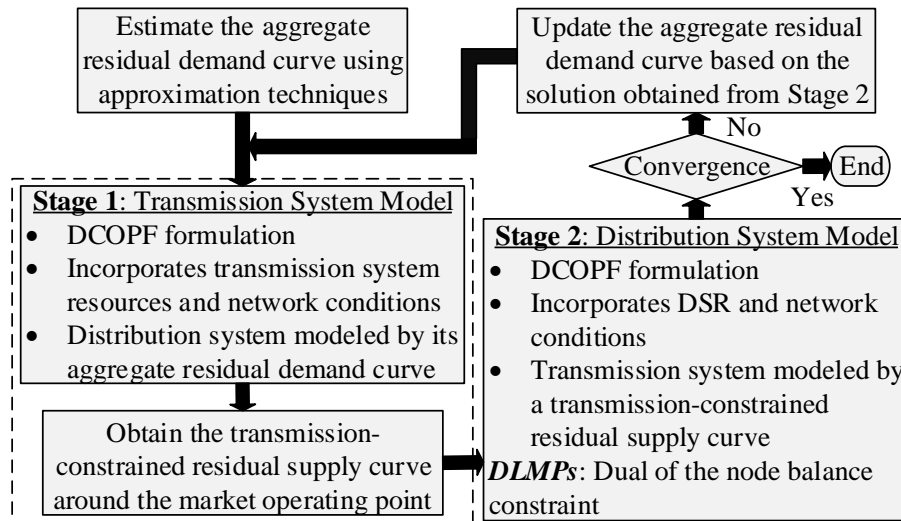 Estimate the aggregate
residual demand curve using
approximation techniques
Update the aggregate residual
demand curve based on the
solution obtained from Stage 2
No
Convergence
End
Yes
Stage 1: Transmission System Model
• DCOPF formulation
• Incorporates transmission system
resources and network conditions
• Distribution system modeled by its
aggregate residual demand curve
Obtain the transmission-
constrained residual supply curve
around the market operating point
Stage 2: Distribution System Model
• DCOPF formulation
• Incorporates DSR and network
conditions
• Transmission system modeled by
a transmission-constrained
residual supply curve
DLMPs: Dual of the node balance
constraint